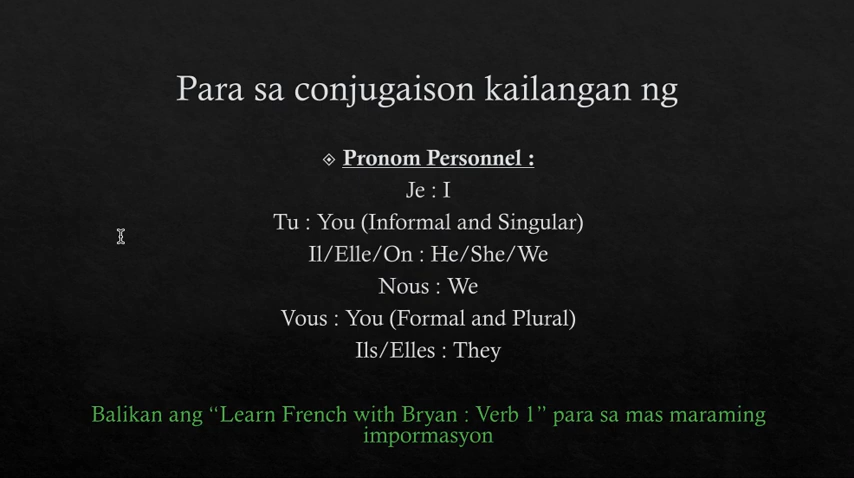 Para sa conjugaison kailangan ng
Pronom Personnel :
Je : I
Tu : You (Informal and Singular)
Il/Elle/On : He/She/We
Nous : We
Vous : You (Formal and Plural)
Ils/Elles : They
Balikan ang “Learn French with Bryan : Verb 1” para sa mas maraming
impormasyon